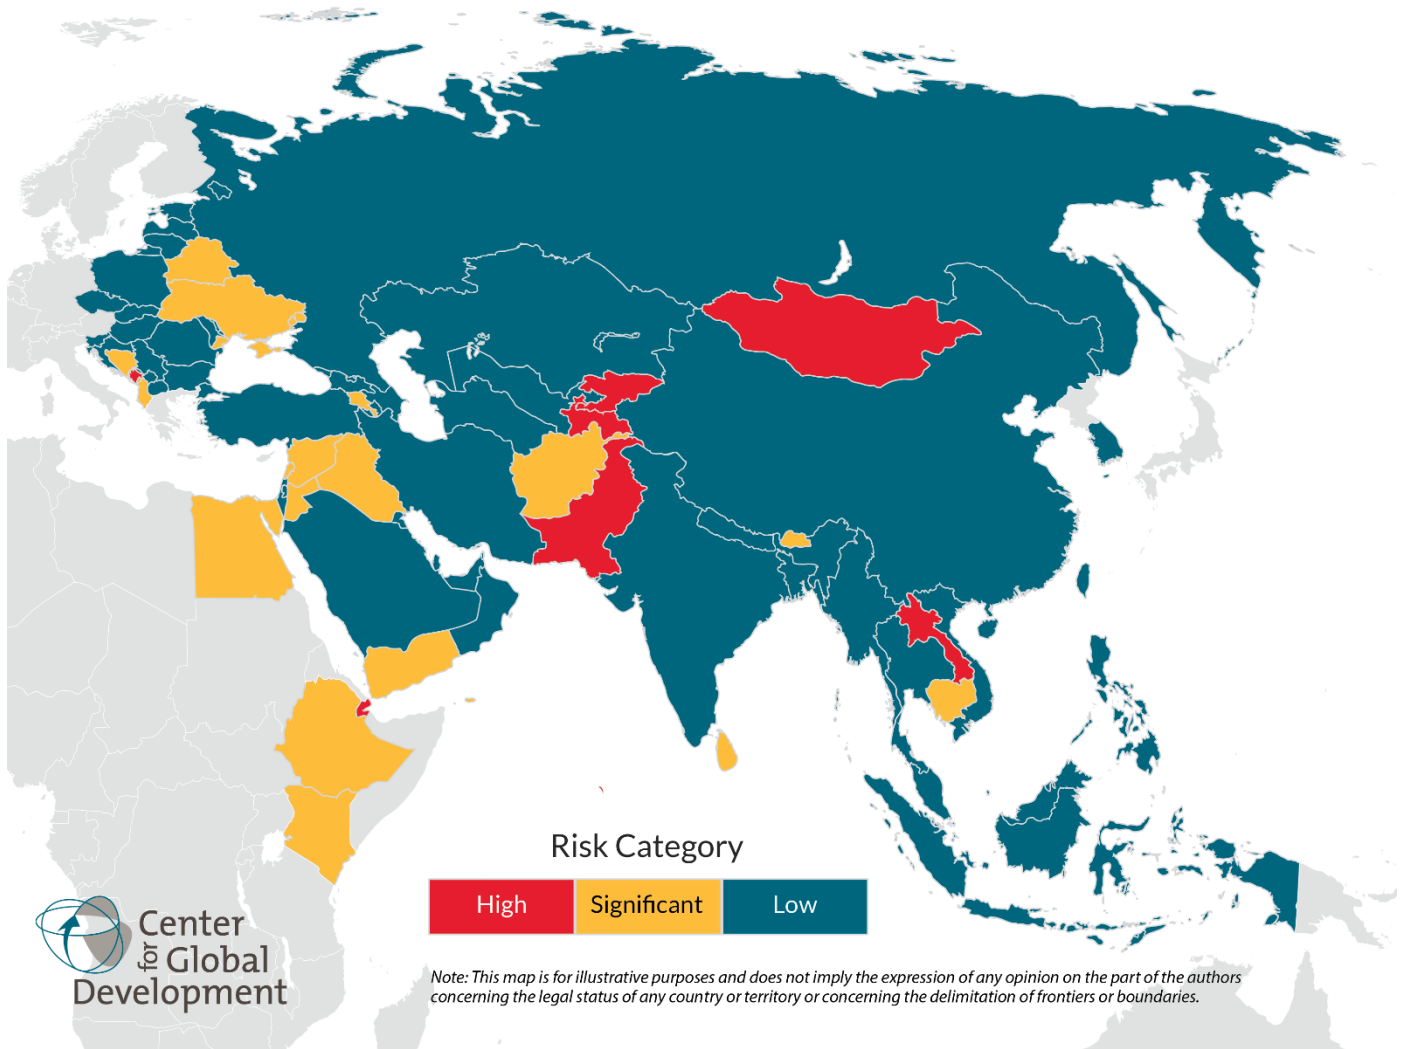 Risk Category
High
Significant
Low
Center
for Global
Development
Note: This map is for illustrative purposes and does not imply the expression of any opinion on the part of the authors
concerning the legal status of any country or territory or concerning the delimitation of frontiers or boundaries.